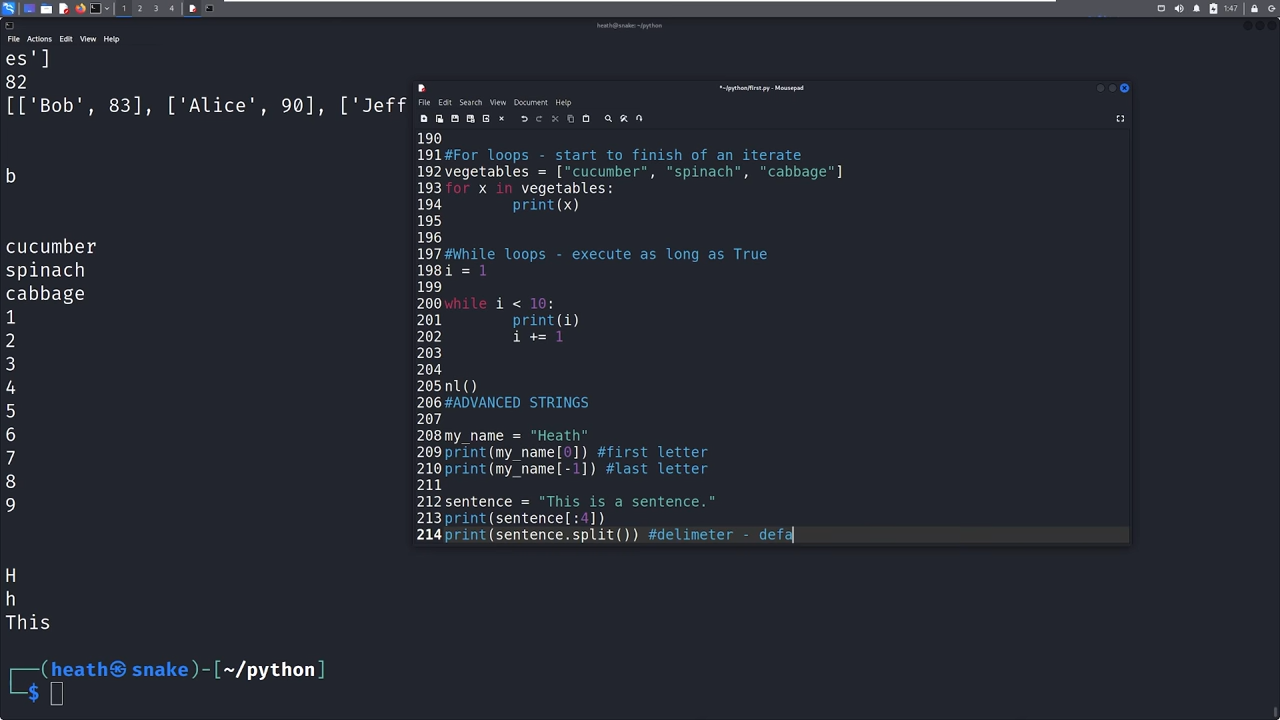 1 2 3 4
1:47
heath@snake: ~/python
File Actions Edit View Help
es']
82
[['Bob', 83], ['Alice', 90], ['Jeff
b
cucumber
spinach
cabbage
1
2
3
4
5
6
7
8
9
H
h
This
┌──(heath㉿snake)-[~/python]
└─$
*~/python/first.py - Mousepad
File Edit Search View Document Help
190
191 #For loops - start to finish of an iterate
192 vegetables = ["cucumber", "spinach", "cabbage"]
193 for x in vegetables:
194 print(x)
195
196
197 #While loops - execute as long as True
198 i = 1
199
200 while i < 10:
201 print(i)
202 i += 1
203
204
205 nl()
206 #ADVANCED STRINGS
207
208 my_name = "Heath"
209 print(my_name[0]) #first letter
210 print(my_name[-1]) #last letter
211
212 sentence = "This is a sentence."
213 print(sentence[:4])
214 print(sentence.split()) #delimeter - defa